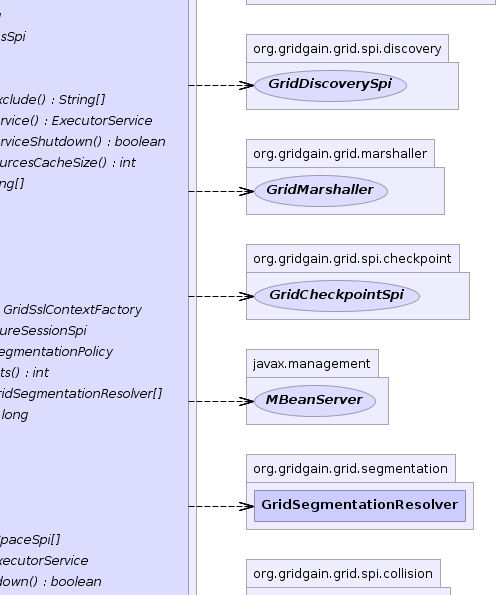 sSpi
xclude() : String[]
rvice() : ExecutorService
rviceShutdown() : boolean
urcesCacheSize() : int
ng[]
GridSslContextFactory
ureSessionSpi
egmentationPolicy
ts() : int
ridSegmentationResolver[]
long
paceSpi[]
xecutorService
down() : boolean
org.gridgain.grid.spi.discovery
GridDiscoverySpi
org.gridgain.grid.marshaller
GridMarshaller
org.gridgain.grid.spi.checkpoint
GridCheckpointSpi
javax.management
MBeanServer
org.gridgain.grid.segmentation
GridSegmentationResolver
org.gridgain.grid.spi.collision